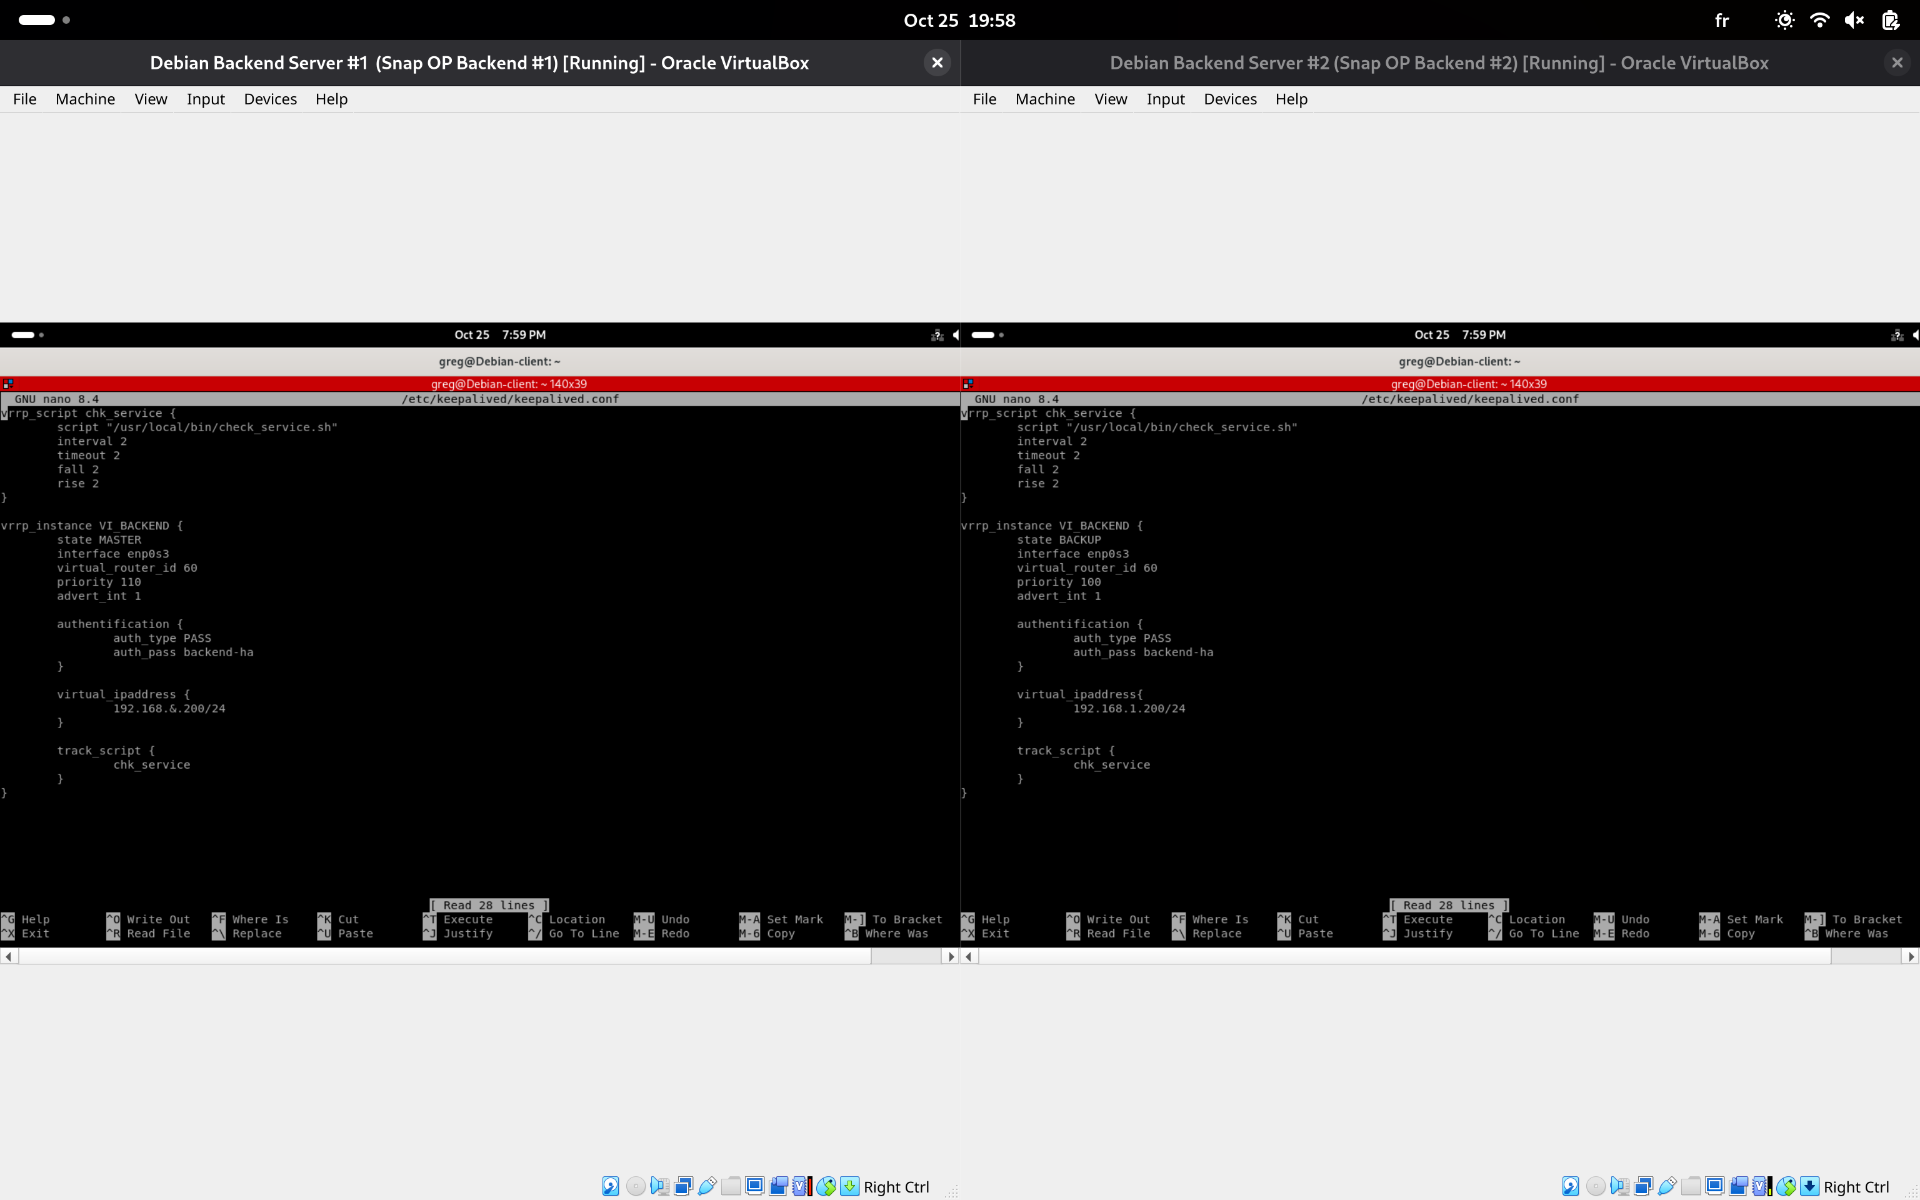 Oct 25 19:58
fr
Debian Backend Server #1 (Snap OP Backend #1) [Running] - Oracle VirtualBox
File Machine View Input Devices Help
Oct 25 7:59 PM
greg@Debian-client: ~
greg@Debian-client: ~ 140x39
GNU nano 8.4 /etc/keepalived/keepalived.conf
vrrp_script chk_service {
script "/usr/local/bin/check_service.sh"
interval 2
timeout 2
fall 2
rise 2
}
vrrp_instance VI_BACKEND {
state MASTER
interface enp0s3
virtual_router_id 60
priority 110
advert_int 1
authentification {
auth_type PASS
auth_pass backend-ha
}
virtual_ipaddress {
192.168.&.200/24
}
track_script {
chk_service
}
}
[ Read 28 lines ]
^G Help ^O Write Out ^F Where Is ^K Cut ^T Execute ^C Location M-U Undo M-A Set Mark M-] To Bracket
^X Exit ^R Read File ^\ Replace ^U Paste ^J Justify ^/ Go To Line M-E Redo M-6 Copy ^B Where Was
Right Ctrl
Debian Backend Server #2 (Snap OP Backend #2) [Running] - Oracle VirtualBox
File Machine View Input Devices Help
Oct 25 7:59 PM
greg@Debian-client: ~
greg@Debian-client: ~ 140x39
GNU nano 8.4 /etc/keepalived/keepalived.conf
vrrp_script chk_service {
script "/usr/local/bin/check_service.sh"
interval 2
timeout 2
fall 2
rise 2
}
vrrp_instance VI_BACKEND {
state BACKUP
interface enp0s3
virtual_router_id 60
priority 100
advert_int 1
authentification {
auth_type PASS
auth_pass backend-ha
}
virtual_ipaddress{
192.168.1.200/24
}
track_script {
chk_service
}
}
[ Read 28 lines ]
^G Help ^O Write Out ^F Where Is ^K Cut ^T Execute ^C Location M-U Undo M-A Set Mark M-] To Bracket
^X Exit ^R Read File ^\ Replace ^U Paste ^J Justify ^/ Go To Line M-E Redo M-6 Copy ^B Where Was
Right Ctrl